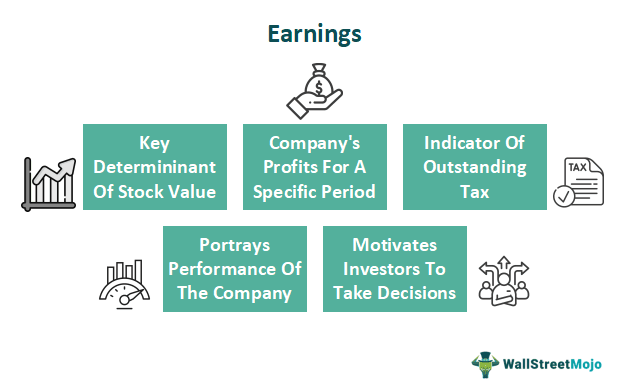 Earnings
$
Key
Determininant
Of Stock Value
Company's
Profits For A
Specific Period
Indicator Of
Outstanding
Tax
TAX
Portrays
Performance Of
The Company
Motivates
Investors To
Take Decisions
WallStreetMojo